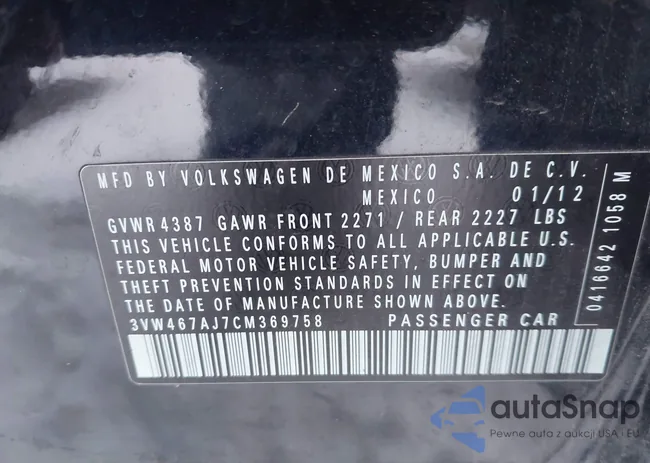 MFD BY VOLKSWAGEN DE MEXICO S.A. DE C.V.
MEXICO 01/12
GVWR 4387 GAWR FRONT 2271 / REAR 2227 LBS
THIS VEHICLE CONFORMS TO ALL APPLICABLE U.S.
FEDERAL MOTOR VEHICLE SAFETY, BUMPER AND
THEFT PREVENTION STANDARDS IN EFFECT ON
THE DATE OF MANUFACTURE SHOWN ABOVE.
3VW467AJ7CM369758 PASSENGER CAR
0416642 1058 M
autaSnap
Pewne auta z aukcji USA i EU